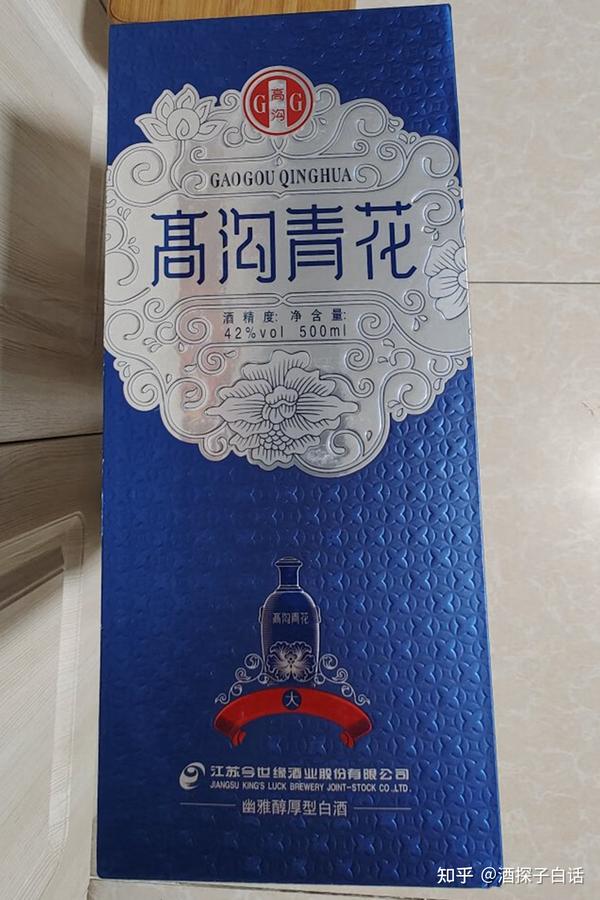 G 高沟 G
GAOGOU QINGHUA
髙沟青花
酒精度: 净含量:
42%vol 500ml
髙沟青花
大
江苏今世缘酒业股份有限公司
JIANGSU KING'S LUCK BREWERY JOINT-STOCK CO.,LTD.
幽雅醇厚型白酒
知乎 @酒探子白话